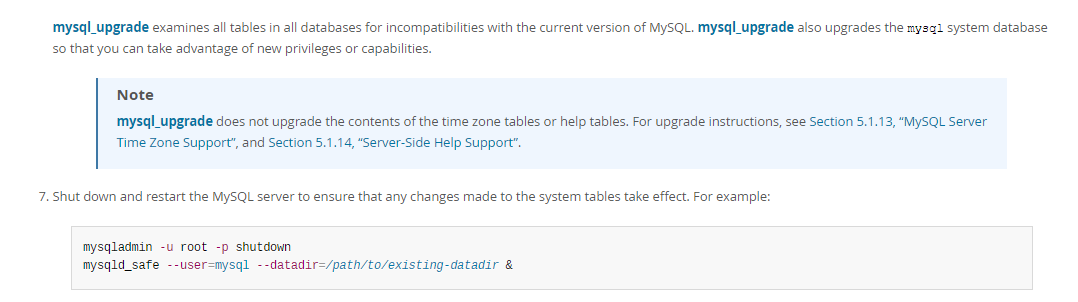 mysql_upgrade examines all tables in all databases for incompatibilities with the current version of MySQL. mysql_upgrade also upgrades the mysql system database
so that you can take advantage of new privileges or capabilities.
Note
mysql_upgrade does not upgrade the contents of the time zone tables or help tables. For upgrade instructions, see Section 5.1.13, “MySQL Server
Time Zone Support”, and Section 5.1.14, “Server-Side Help Support”.
7. Shut down and restart the MySQL server to ensure that any changes made to the system tables take effect. For example:
mysqladmin -u root -p shutdown
mysqld_safe --user=mysql --datadir=/path/to/existing-datadir &